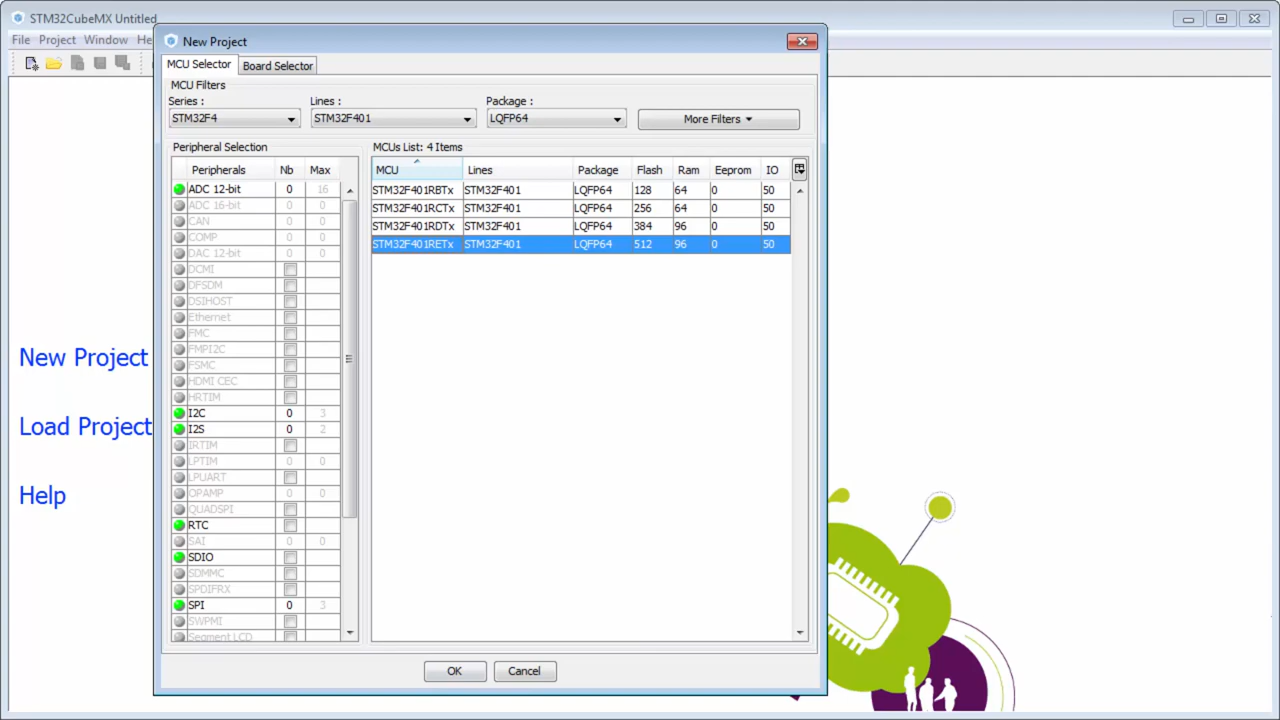 STM32CubeMX Untitled
File Project Window He
New Project
MCU Selector Board Selector
MCU Filters
Series : Lines : Package :
STM32F4 STM32F401 LQFP64 More Filters
Peripheral Selection MCUs List: 4 Items
Peripherals Nb Max MCU Lines Package Flash Ram Eeprom IO
ADC 12-bit 0 16 STM32F401RBTx STM32F401 LQFP64 128 64 0 50
ADC 16-bit 0 0 STM32F401RCTx STM32F401 LQFP64 256 64 0 50
CAN 0 0 STM32F401RDTx STM32F401 LQFP64 384 96 0 50
COMP 0 0 STM32F401RETx STM32F401 LQFP64 512 96 0 50
DAC 12-bit 0 0
DCMI
DFSDM
DSIHOST
Ethernet
FMC
FMPI2C
FSMC
HDMI CEC
HRTIM
I2C 0 3
I2S 0 2
IRTIM
LPTIM 0 0
LPUART
OPAMP 0 0
QUADSPI
RTC
SAI 0 0
SDIO
SDMMC
SPDIFRX
SPI 0 3
SWPMI
Segment LCD
New Project
Load Project
Help
OK Cancel